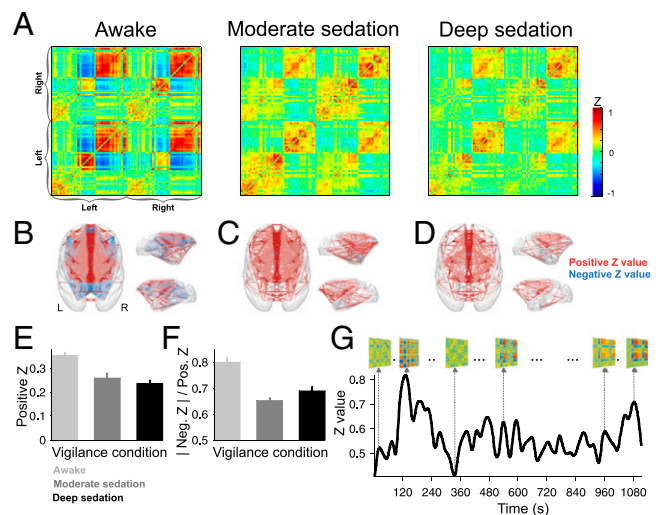 A
Awake
Moderate sedation
Deep sedation
Right
Left
Left
Right
Z
1
0
-1
B
C
D
L
R
Positive Z value
Negative Z value
E
F
G
Positive Z
0.3
0.2
0.1
0
Vigilance condition
Awake
Moderate sedation
Deep sedation
| Neg. Z | / Pos. Z
0.8
0.7
0.6
0.5
Vigilance condition
. .. ... ... ... .
Z value
0.8
0.7
0.6
0.5
120 240 360 480 600 720 840 960 1080
Time (s)